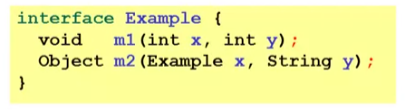 interface Example {
void m1(int x, int y);
Object m2(Example x, String y);
}